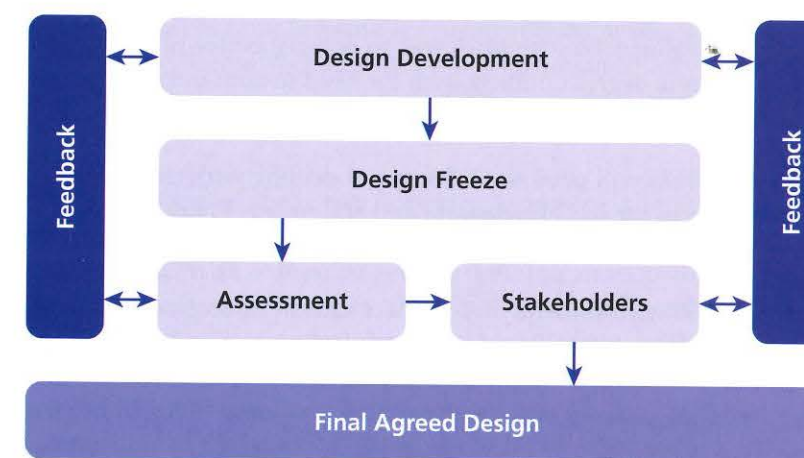 Design Development
Feedback
Feedback
Design Freeze
Assessment
Stakeholders
Final Agreed Design